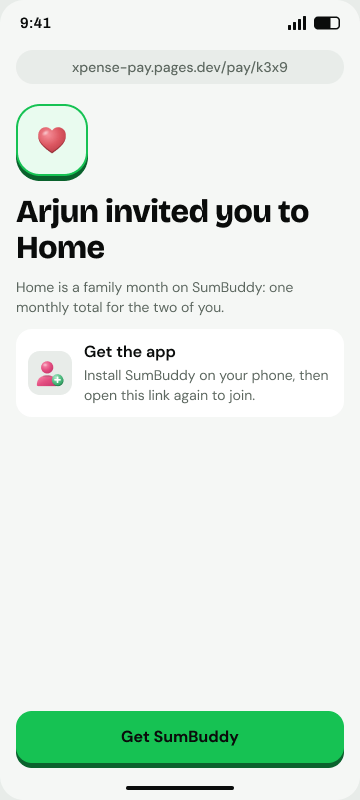 9:41
xpense-pay.pages.dev/pay/k3x9
Arjun invited you to
Home
Home is a family month on SumBuddy: one
monthly total for the two of you.
Get the app
Install SumBuddy on your phone, then
open this link again to join.
Get SumBuddy